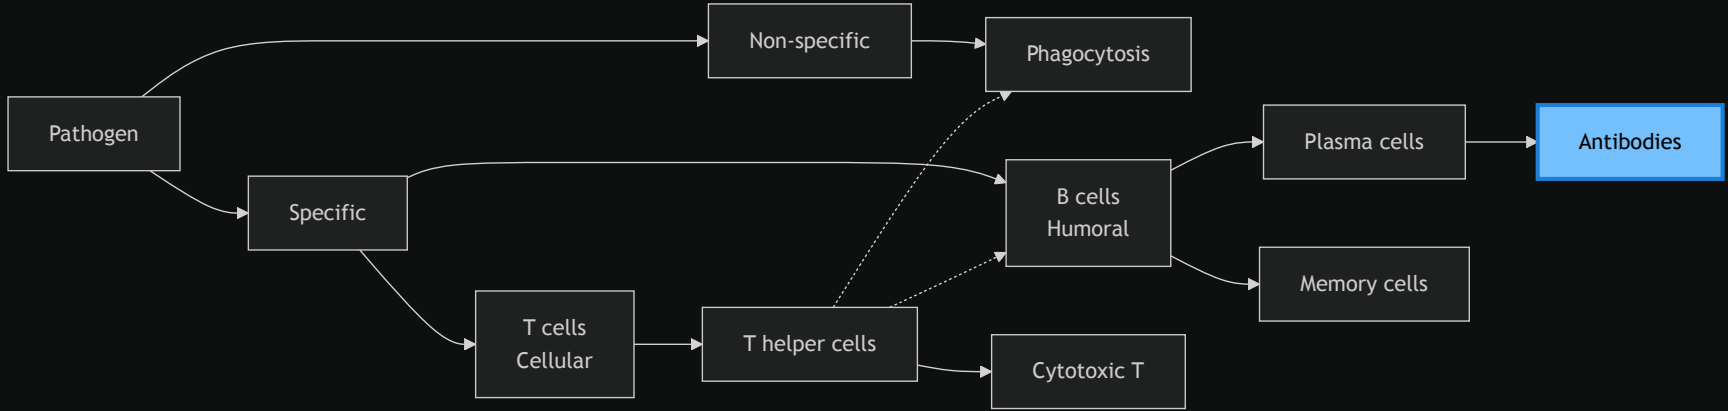 Pathogen
Non-specific
Phagocytosis
Specific
B cells
Humoral
Plasma cells
Antibodies
Memory cells
T cells
Cellular
T helper cells
Cytotoxic T